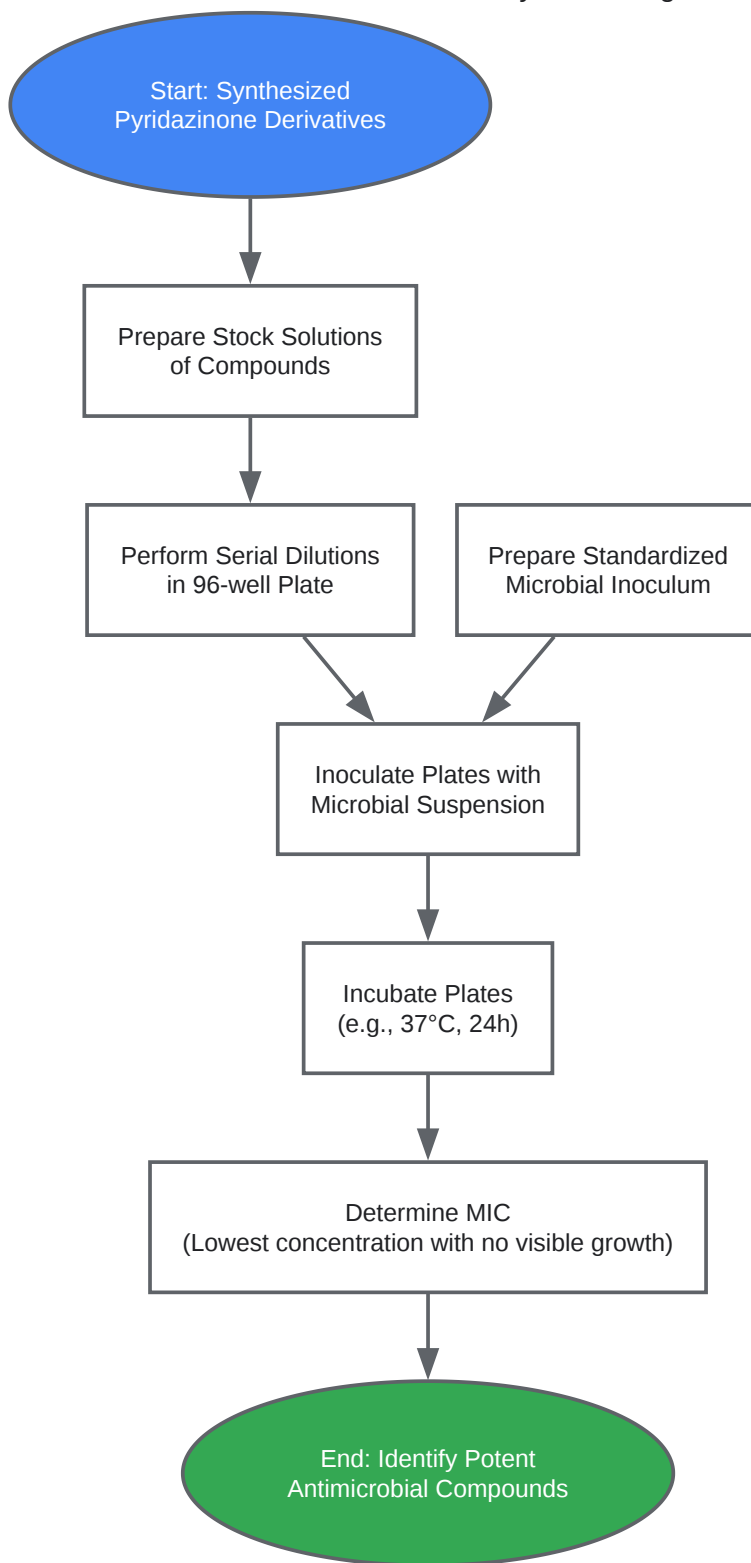 Start: Synthesized
Pyridazinone Derivatives
Prepare Stock Solutions
of Compounds
Perform Serial Dilutions
in 96-well Plate
Prepare Standardized
Microbial Inoculum
Inoculate Plates with
Microbial Suspension
Incubate Plates
(e.g., 37°C, 24h)
Determine MIC
(Lowest concentration with no visible growth)
End: Identify Potent
Antimicrobial Compounds